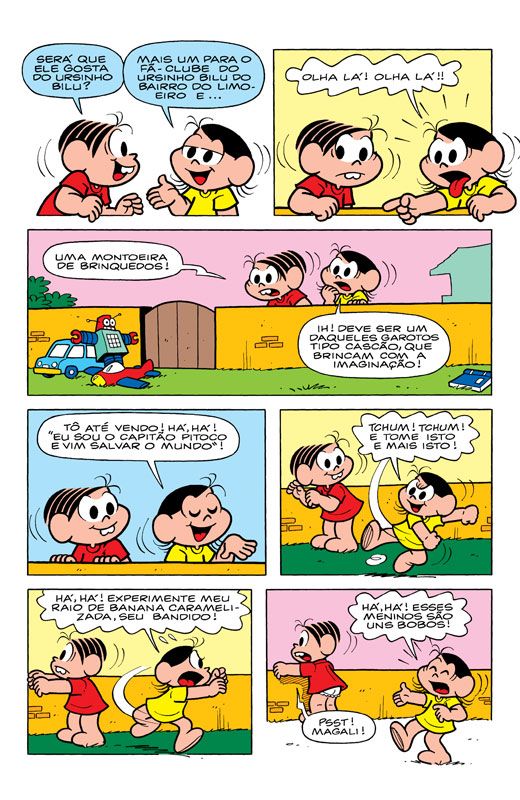 SERÁ QUE
ELE GOSTA
DO URSINHO
BILU?
MAIS UM PARA O
FÃ-CLUBE DO
URSINHO BILU DO
BAIRRO DO LIMO-
EIRO E ...
OLHA LÁ! OLHA LÁ!!
UMA MONTOEIRA
DE BRINQUEDOS!
IH! DEVE SER UM
DAQUELES GAROTOS
TIPO CASCÃO, QUE
BRINCAM COM A
IMAGINAÇÃO!
TÔ ATÉ VENDO! HÁ, HÁ!
"EU SOU O CAPITÃO PITOCO
E VIM SALVAR O MUNDO"!
TCHUM! TCHUM!
E TOME ISTO
E MAIS ISTO!
HÁ, HÁ! EXPERIMENTE MEU
RAIO DE BANANA CARAMELI-
ZADA, SEU BANDIDO!
HÁ, HÁ! ESSES
MENINOS SÃO
UNS BOBOS!
PSST!
MAGALI!